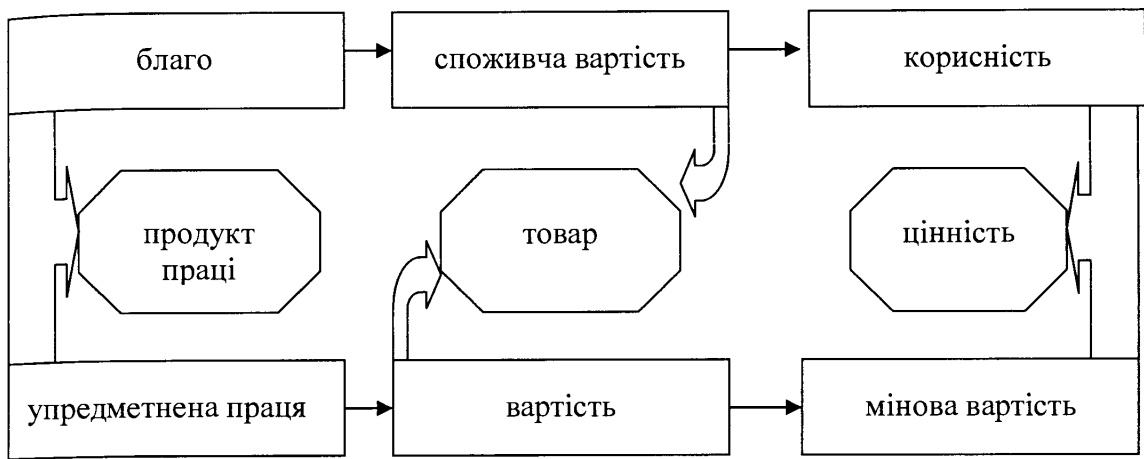 благо
споживча вартість
корисність
продукт
праці
товар
цінність
упредметнена праця
вартість
мінова вартість